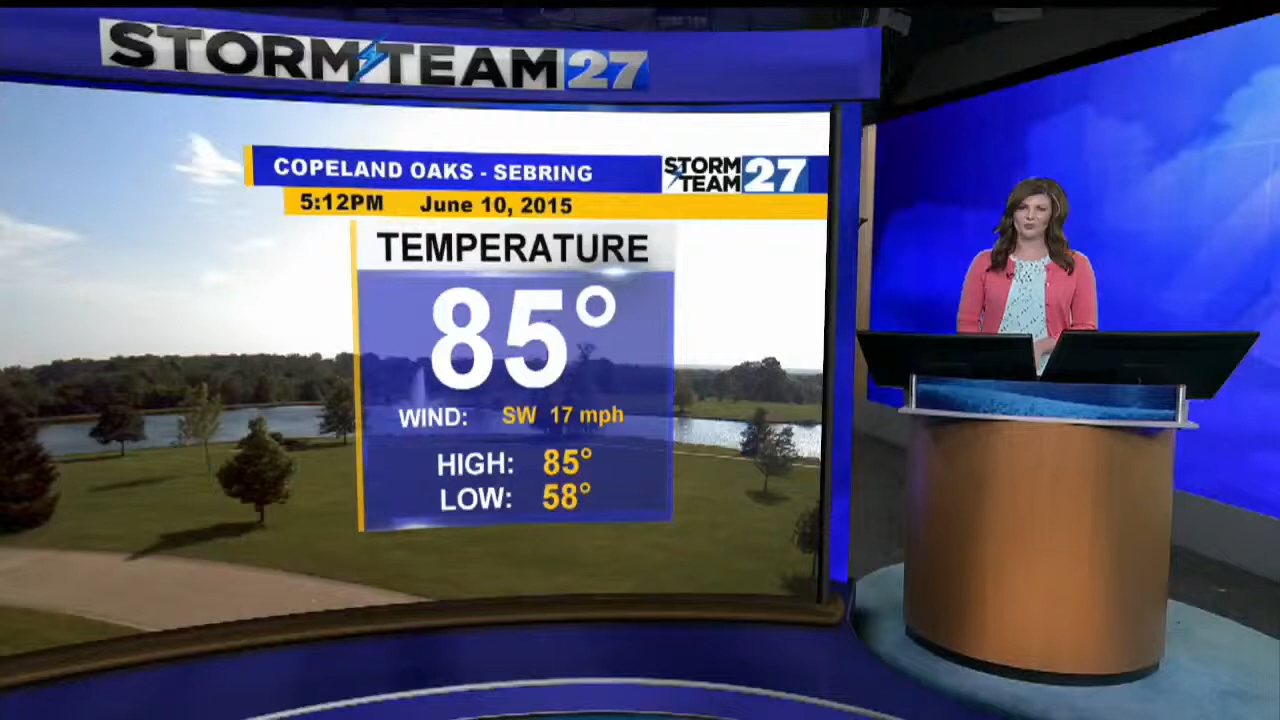 STORM TEAM 27
COPELAND OAKS - SEBRING
STORM TEAM 27
5:12PM June 10, 2015
TEMPERATURE
85°
WIND: SW 17 mph
HIGH: 85°
LOW: 58°